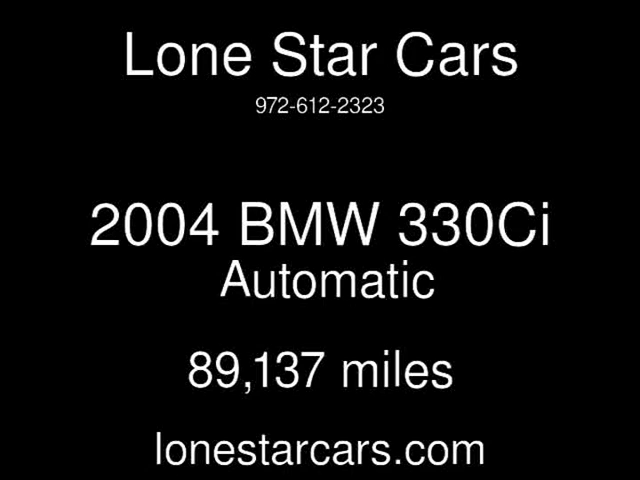 Lone Star Cars
972-612-2323
2004 BMW 330Ci
Automatic
89,137 miles
lonestarcars.com